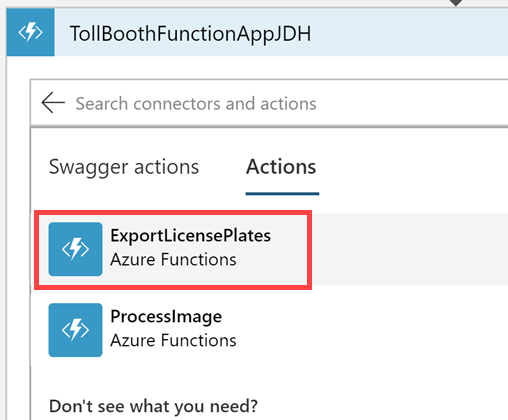 TollBoothFunctionAppJDH
Search connectors and actions
Swagger actions Actions
ExportLicensePlates
Azure Functions
ProcessImage
Azure Functions
Don't see what you need?